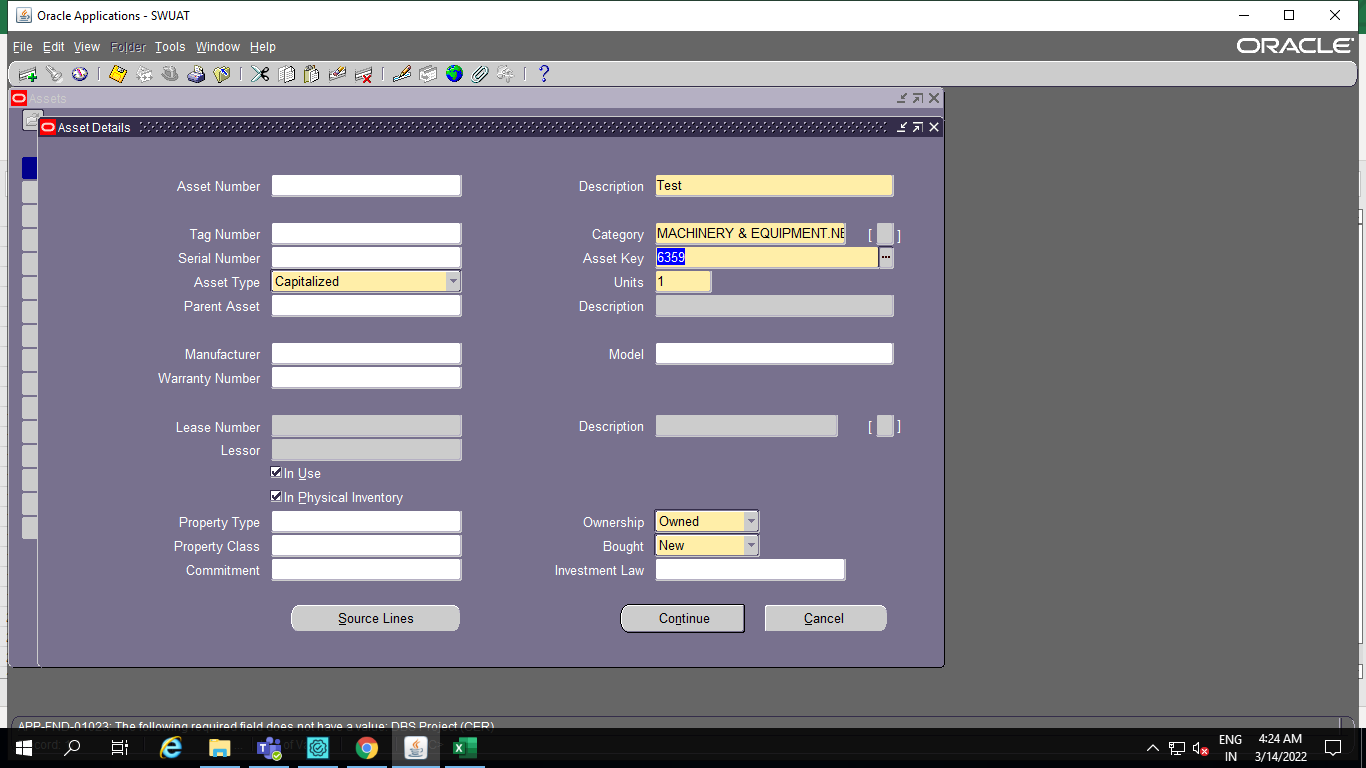 Oracle Applications - SWUAT
File Edit View Folder Tools Window Help
ORACLE
Assets
Asset Details
Asset Number
Description Test
Tag Number
Category MACHINERY & EQUIPMENT.NE [ ]
Serial Number
Asset Key 6359 ...
Asset Type Capitalized
Units 1
Parent Asset
Description
Manufacturer
Model
Warranty Number
Lease Number
Description [ ]
Lessor
In Use
In Physical Inventory
Property Type
Ownership Owned
Property Class
Bought New
Commitment
Investment Law
Source Lines Continue Cancel
APP-FND-01023: The following required field does not have a value: DBS Project (CER)
ENG 4:24 AM
IN 3/14/2022